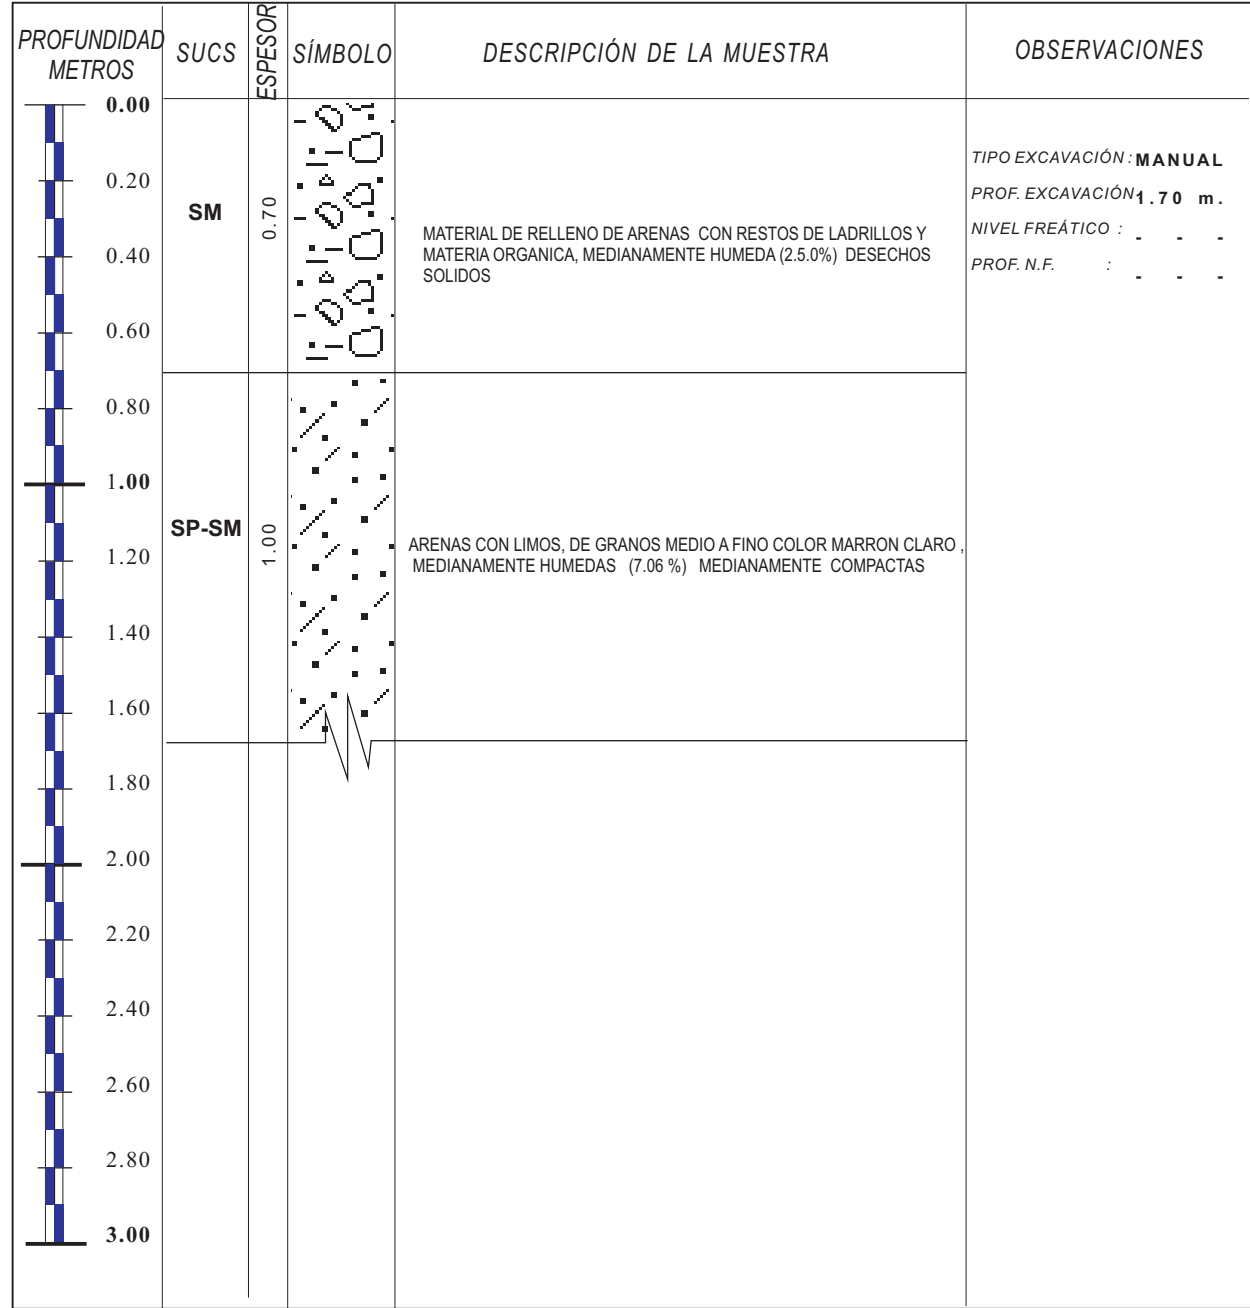 PROFUNDIDAD
METROS
SUCS
ESPESOR
SÍMBOLO
DESCRIPCIÓN DE LA MUESTRA
OBSERVACIONES
0.00
0.20
0.40
0.60
0.80
1.00
1.20
1.40
1.60
1.80
2.00
2.20
2.40
2.60
2.80
3.00
SM
0.70
MATERIAL DE RELLENO DE ARENAS CON RESTOS DE LADRILLOS Y
MATERIA ORGANICA, MEDIANAMENTE HUMEDA (2.5.0%) DESECHOS
SOLIDOS
SP-SM
1.00
ARENAS CON LIMOS, DE GRANOS MEDIO A FINO COLOR MARRON CLARO ,
MEDIANAMENTE HUMEDAS (7.06 %) MEDIANAMENTE COMPACTAS
TIPO EXCAVACIÓN : MANUAL
PROF. EXCAVACIÓN 1.70 m.
NIVEL FREÁTICO : - - -
PROF. N.F. : - - -